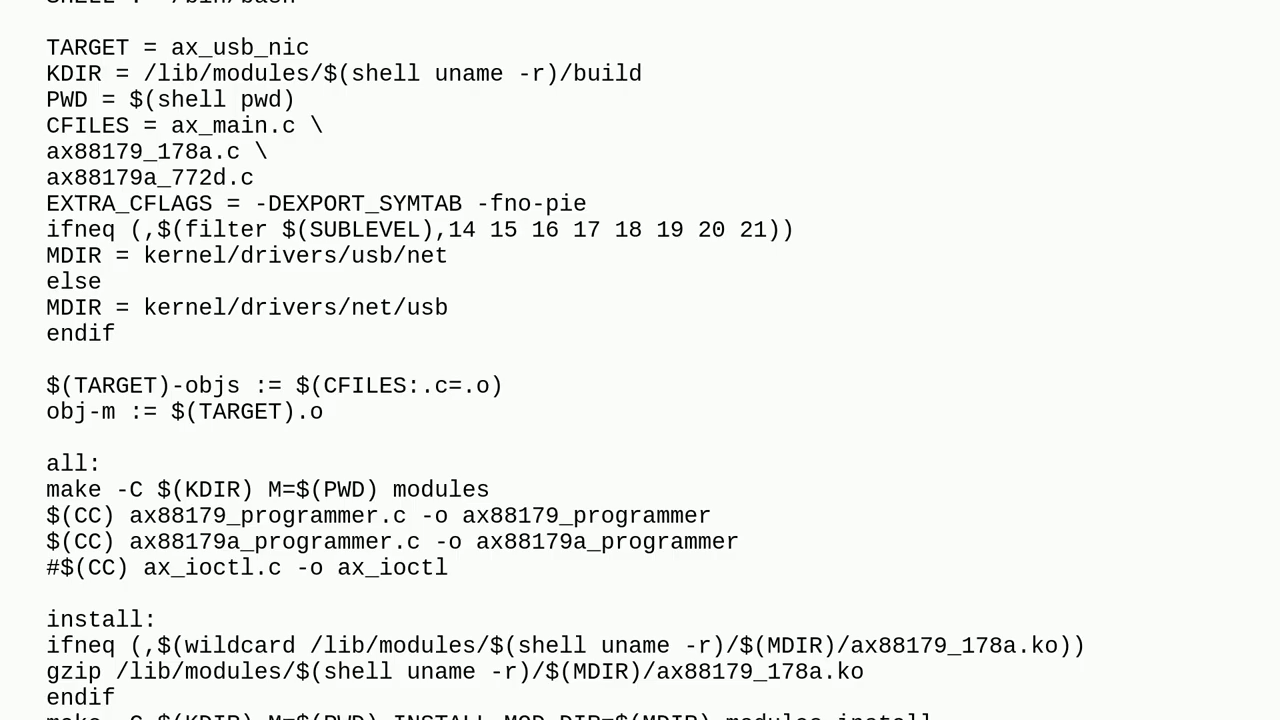 TARGET = ax_usb_nic
KDIR = /lib/modules/$(shell uname -r)/build
PWD = $(shell pwd)
CFILES = ax_main.c \
ax88179_178a.c \
ax88179a_772d.c
EXTRA_CFLAGS = -DEXPORT_SYMTAB -fno-pie
ifneq (,$(filter $(SUBLEVEL),14 15 16 17 18 19 20 21))
MDIR = kernel/drivers/usb/net
else
MDIR = kernel/drivers/net/usb
endif
$(TARGET)-objs := $(CFILES:.c=.o)
obj-m := $(TARGET).o
all:
make -C $(KDIR) M=$(PWD) modules
$(CC) ax88179_programmer.c -o ax88179_programmer
$(CC) ax88179a_programmer.c -o ax88179a_programmer
#$(CC) ax_ioctl.c -o ax_ioctl
install:
ifneq (,$(wildcard /lib/modules/$(shell uname -r)/$(MDIR)/ax88179_178a.ko))
gzip /lib/modules/$(shell uname -r)/$(MDIR)/ax88179_178a.ko
endif